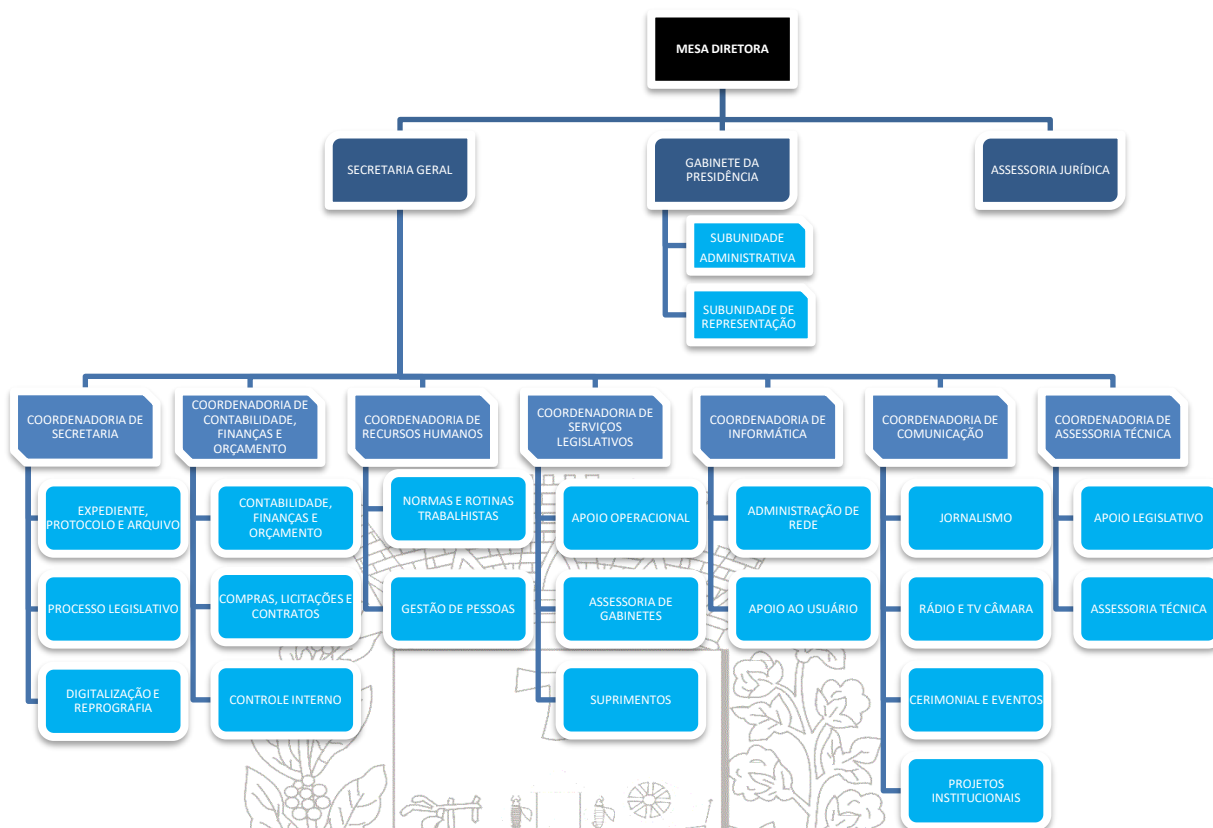 MESA DIRETORA
SECRETARIA GERAL
GABINETE DA
PRESIDÊNCIA
ASSESSORIA JURÍDICA
SUBUNIDADE
ADMINISTRATIVA
SUBUNIDADE DE
REPRESENTAÇÃO
COORDENADORIA DE
SECRETARIA
COORDENADORIA DE
CONTABILIDADE,
FINANÇAS E
ORÇAMENTO
COORDENADORIA DE
RECURSOS HUMANOS
COORDENADORIA DE
SERVIÇOS
LEGISLATIVOS
COORDENADORIA DE
INFORMÁTICA
COORDENADORIA DE
COMUNICAÇÃO
COORDENADORIA DE
ASSESSORIA TÉCNICA
EXPEDIENTE,
PROTOCOLO E ARQUIVO
PROCESSO LEGISLATIVO
DIGITALIZAÇÃO E
REPROGRAFIA
CONTABILIDADE,
FINANÇAS E
ORÇAMENTO
COMPRAS, LICITAÇÕES E
CONTRATOS
CONTROLE INTERNO
NORMAS E ROTINAS
TRABALHISTAS
GESTÃO DE PESSOAS
APOIO OPERACIONAL
ASSESSORIA DE
GABINETES
SUPRIMENTOS
ADMINISTRAÇÃO DE
REDE
APOIO AO USUÁRIO
JORNALISMO
RÁDIO E TV CÂMARA
CERIMONIAL E EVENTOS
PROJETOS
INSTITUCIONAIS
APOIO LEGISLATIVO
ASSESSORIA TÉCNICA